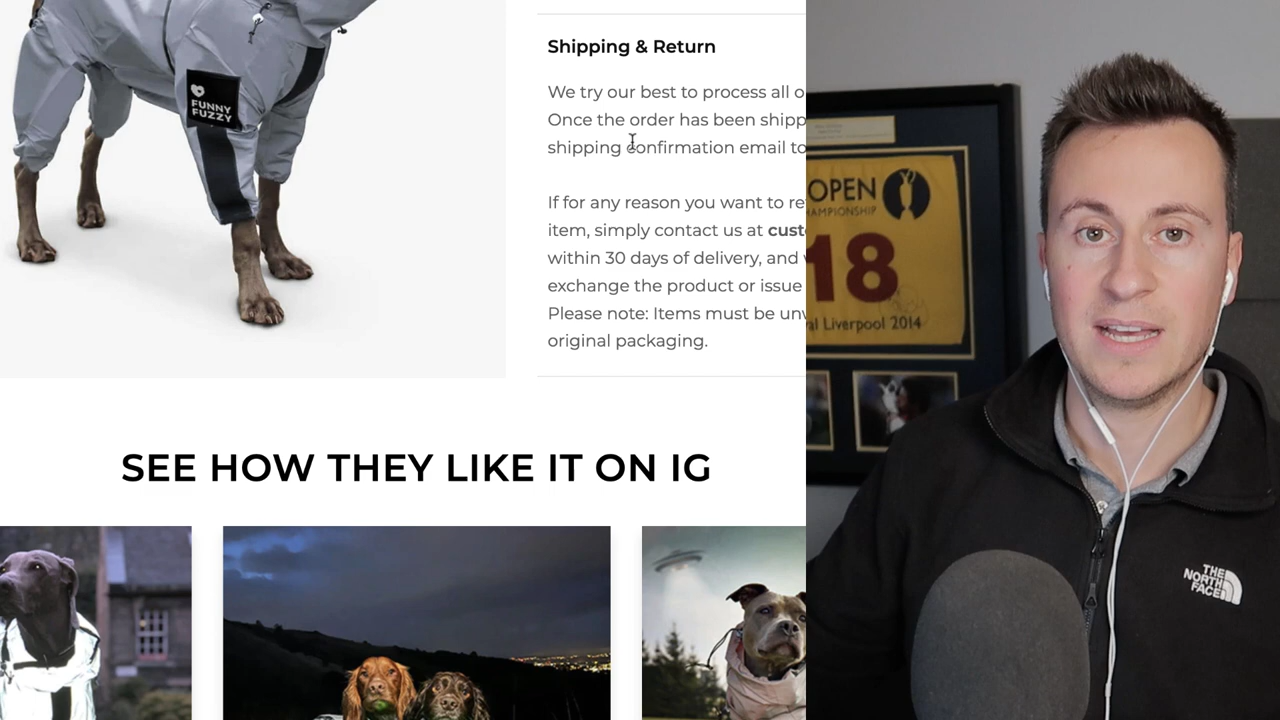 FUNNY
FUZZY
Shipping & Return
We try our best to process all o
Once the order has been shipp
shipping confirmation email to
If for any reason you want to re
item, simply contact us at cust
within 30 days of delivery, and
exchange the product or issue
Please note: Items must be unv
original packaging.
SEE HOW THEY LIKE IT ON IG
OPEN
HAMPIONSHIP
18
al Liverpool 2014
THE
NORTH
FACE